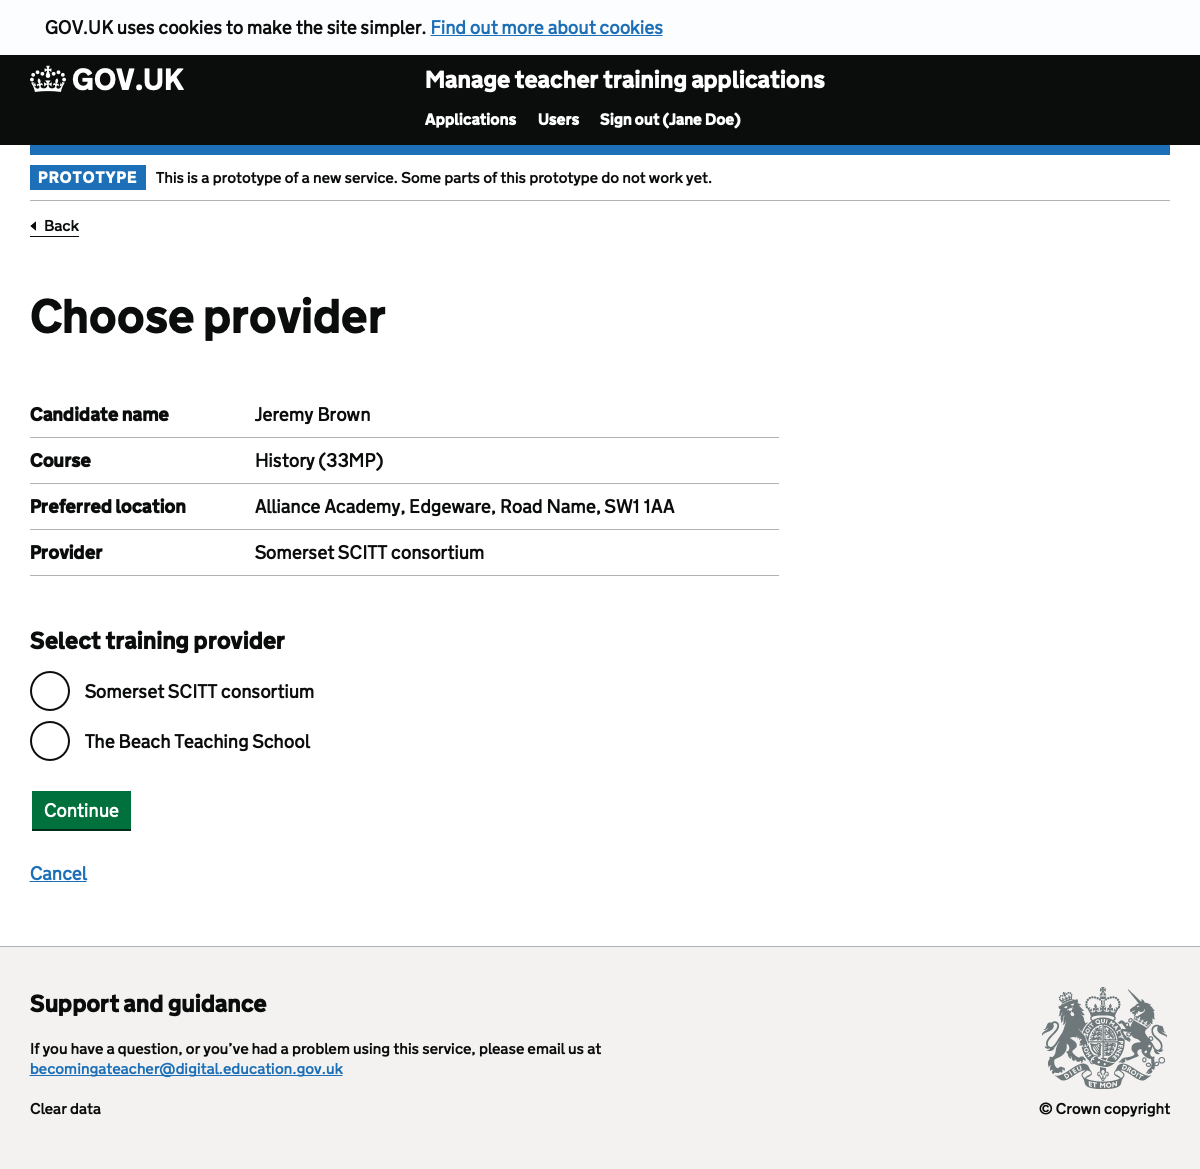 GOV.UK uses cookies to make the site simpler. Find out more about cookies
GOV.UK
Manage teacher training applications
Applications Users Sign out (Jane Doe)
PROTOTYPE This is a prototype of a new service. Some parts of this prototype do not work yet.
Back
Choose provider
Candidate name Jeremy Brown
Course History (33MP)
Preferred location Alliance Academy, Edgeware, Road Name, SW1 1AA
Provider Somerset SCITT consortium
Select training provider
Somerset SCITT consortium
The Beach Teaching School
Continue
Cancel
Support and guidance
If you have a question, or you’ve had a problem using this service, please email us at
becomingateacher@digital.education.gov.uk
Clear data
DIEU ET MON DROIT
© Crown copyright